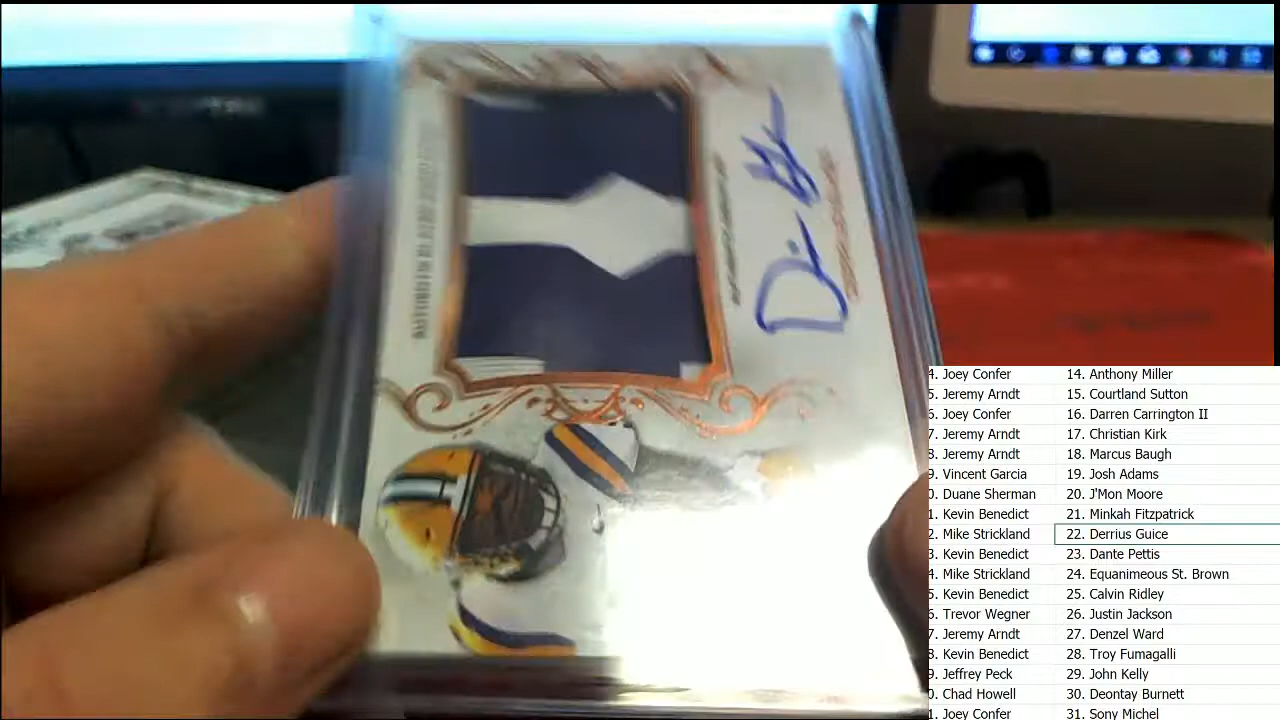 4. Joey Confer 14. Anthony Miller
5. Jeremy Arndt 15. Courtland Sutton
6. Joey Confer 16. Darren Carrington II
7. Jeremy Arndt 17. Christian Kirk
8. Jeremy Arndt 18. Marcus Baugh
9. Vincent Garcia 19. Josh Adams
0. Duane Sherman 20. J'Mon Moore
1. Kevin Benedict 21. Minkah Fitzpatrick
2. Mike Strickland 22. Derrius Guice
3. Kevin Benedict 23. Dante Pettis
4. Mike Strickland 24. Equanimeous St. Brown
5. Kevin Benedict 25. Calvin Ridley
6. Trevor Wegner 26. Justin Jackson
7. Jeremy Arndt 27. Denzel Ward
8. Kevin Benedict 28. Troy Fumagalli
9. Jeffrey Peck 29. John Kelly
0. Chad Howell 30. Deontay Burnett
1. Joey Confer 31. Sony Michel